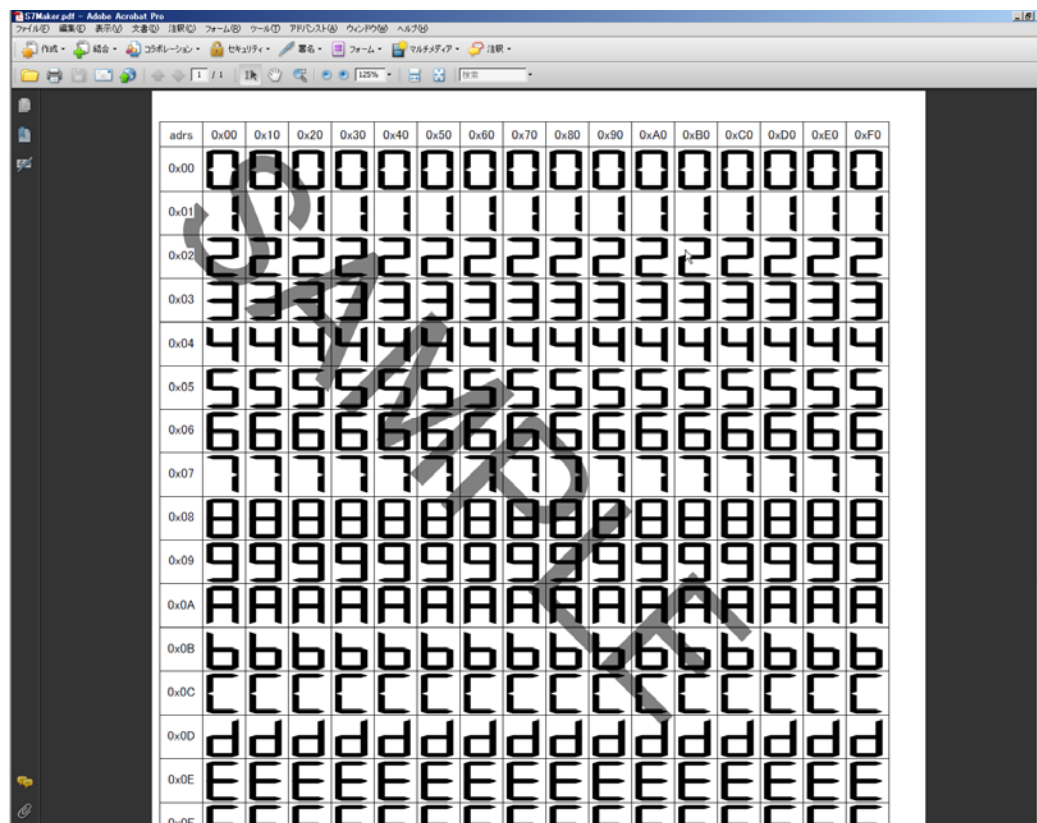 S7Maker.pdf - Adobe Acrobat Pro
ファイル(F) 編集(E) 表示(V) 文書(D) 注釈(C) フォーム(R) ツール(T) アドバンスト(A) ウィンドウ(W) ヘルプ(H)
作成 結合 コラボレーション セキュリティ 署名 フォーム マルチメディア 注釈
1 / 1 125% 検索
adrs 0x00 0x10 0x20 0x30 0x40 0x50 0x60 0x70 0x80 0x90 0xA0 0xB0 0xC0 0xD0 0xE0 0xF0
0x00 0 0 0 0 0 0 0 0 0 0 0 0 0 0 0 0
0x01 1 1 1 1 1 1 1 1 1 1 1 1 1 1 1 1
0x02 2 2 2 2 2 2 2 2 2 2 2 2 2 2 2 2
0x03 3 3 3 3 3 3 3 3 3 3 3 3 3 3 3 3
0x04 4 4 4 4 4 4 4 4 4 4 4 4 4 4 4 4
0x05 5 5 5 5 5 5 5 5 5 5 5 5 5 5 5 5
0x06 6 6 6 6 6 6 6 6 6 6 6 6 6 6 6 6
0x07 7 7 7 7 7 7 7 7 7 7 7 7 7 7 7 7
0x08 8 8 8 8 8 8 8 8 8 8 8 8 8 8 8 8
0x09 9 9 9 9 9 9 9 9 9 9 9 9 9 9 9 9
0x0A A A A A A A A A A A A A A A A A
0x0B b b b b b b b b b b b b b b b b
0x0C C C C C C C C C C C C C C C C C
0x0D d d d d d d d d d d d d d d d d
0x0E E E E E E E E E E E E E E E E E
SAMPLE